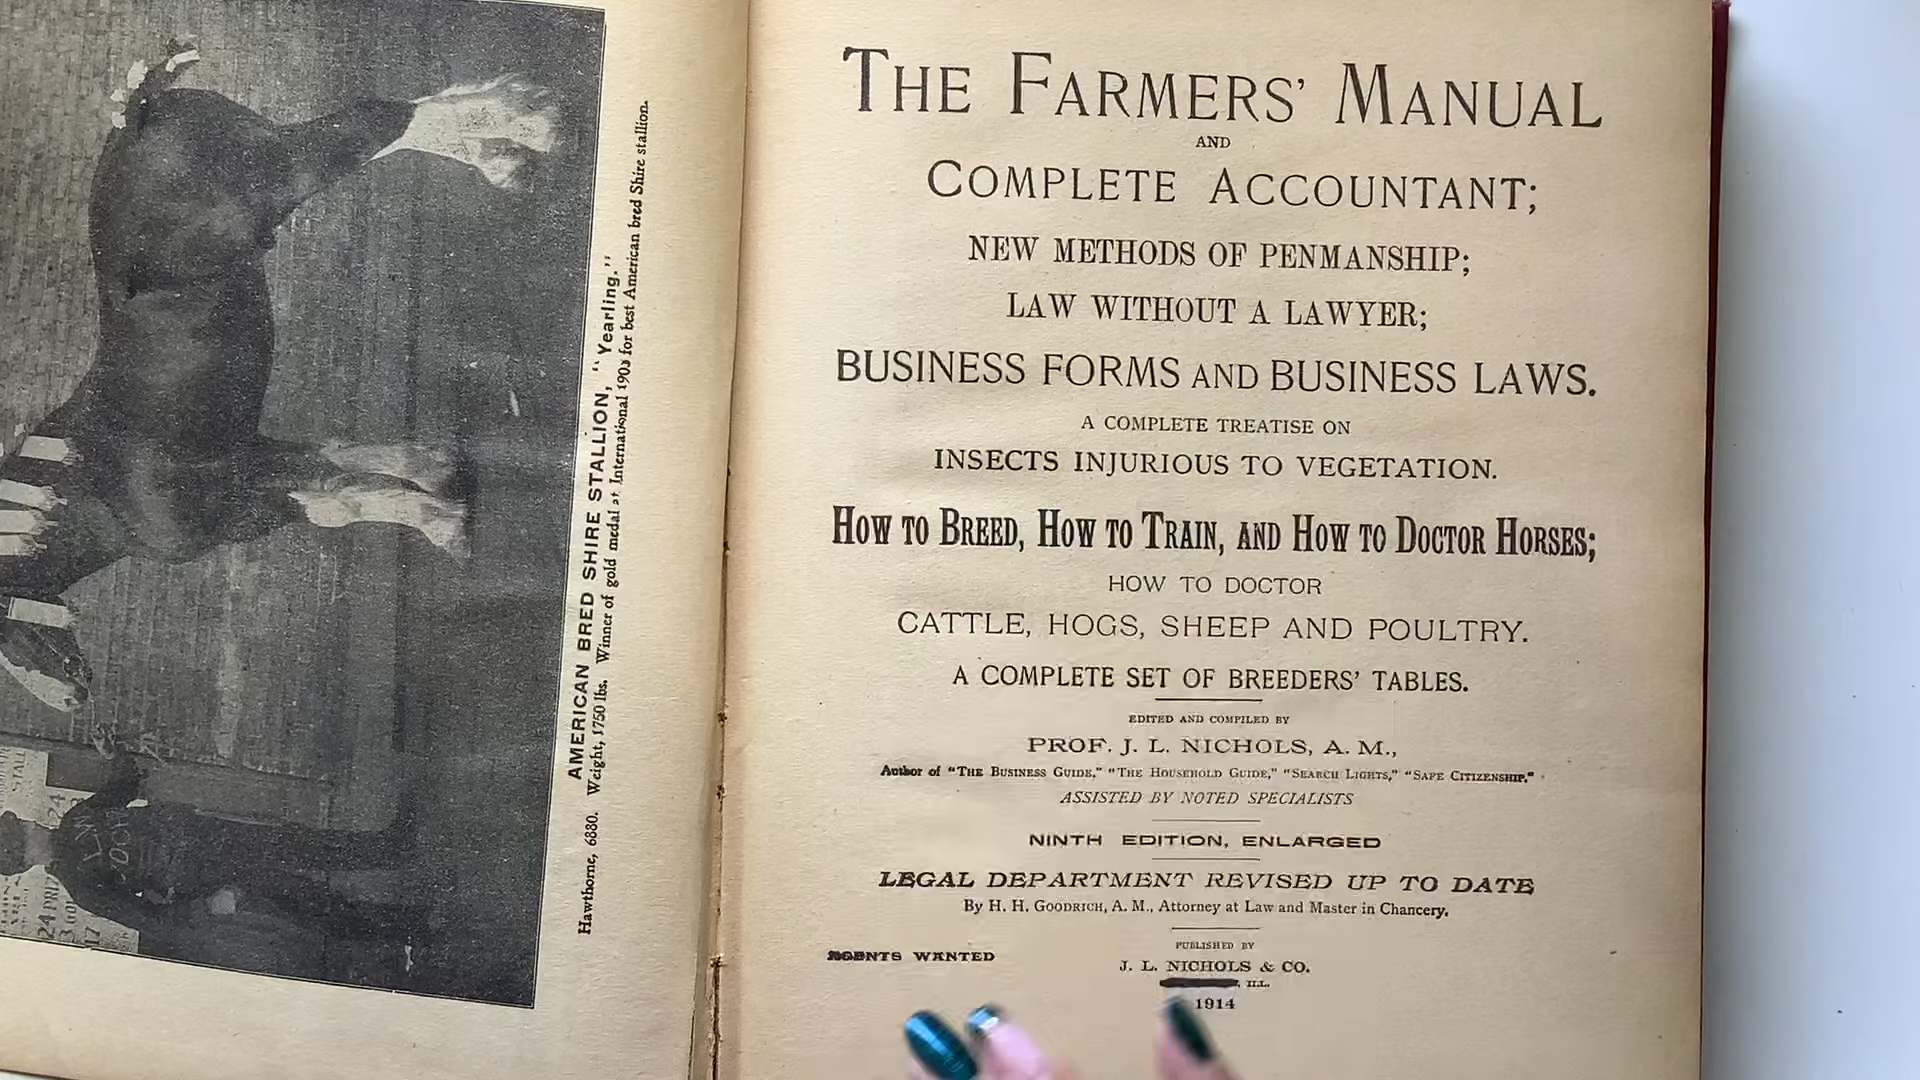 AMERICAN BRED SHIRE STALLION, "Yearling."
Hawthorne, 6880. Weight, 1750 lbs. Winner of gold medal at International 1903 for best American bred Shire stallion.
THE FARMERS' MANUAL
AND
COMPLETE ACCOUNTANT;
NEW METHODS OF PENMANSHIP;
LAW WITHOUT A LAWYER;
BUSINESS FORMS AND BUSINESS LAWS.
A COMPLETE TREATISE ON
INSECTS INJURIOUS TO VEGETATION.
HOW TO BREED, HOW TO TRAIN, AND HOW TO DOCTOR HORSES;
HOW TO DOCTOR
CATTLE, HOGS, SHEEP AND POULTRY.
A COMPLETE SET OF BREEDERS' TABLES.
EDITED AND COMPILED BY
PROF. J. L. NICHOLS, A. M.,
Author of "THE BUSINESS GUIDE," "THE HOUSEHOLD GUIDE," "SEARCH LIGHTS," "SAFE CITIZENSHIP."
ASSISTED BY NOTED SPECIALISTS
NINTH EDITION, ENLARGED
LEGAL DEPARTMENT REVISED UP TO DATE
By H. H. GOODRICH, A. M., Attorney at Law and Master in Chancery.
AGENTS WANTED
PUBLISHED BY
J. L. NICHOLS & CO.
ILL.
1914